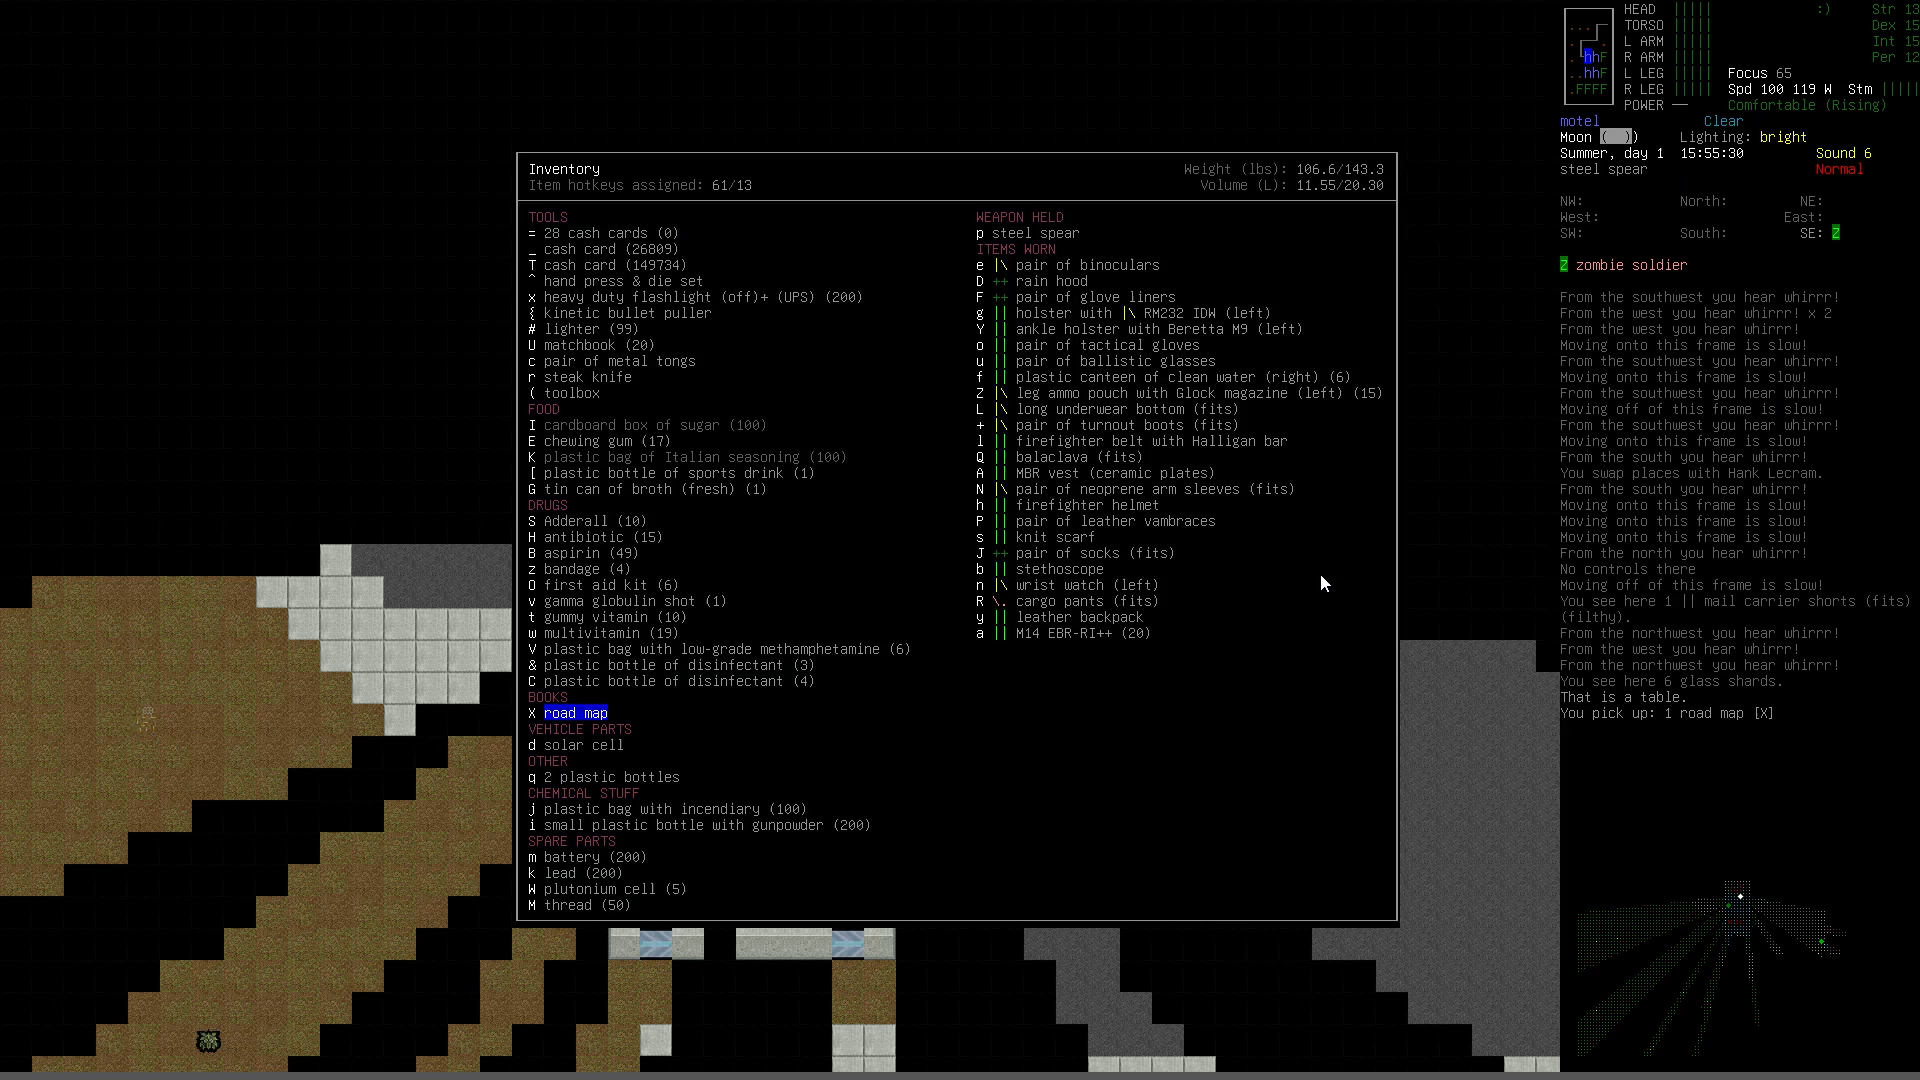 Inventory
Item hotkeys assigned: 61/13
Weight (lbs): 106.6/143.3
Volume (L): 11.55/20.30
TOOLS
= 28 cash cards (0)
_ cash card (26809)
T cash card (149734)
^ hand press & die set
x heavy duty flashlight (off)+ (UPS) (200)
{ kinetic bullet puller
# lighter (99)
U matchbook (20)
c pair of metal tongs
r steak knife
( toolbox
FOOD
I cardboard box of sugar (100)
E chewing gum (17)
K plastic bag of Italian seasoning (100)
[ plastic bottle of sports drink (1)
G tin can of broth (fresh) (1)
DRUGS
S Adderall (10)
H antibiotic (15)
B aspirin (49)
z bandage (4)
O first aid kit (6)
v gamma globulin shot (1)
t gummy vitamin (10)
w multivitamin (19)
V plastic bag with low-grade methamphetamine (6)
& plastic bottle of disinfectant (3)
C plastic bottle of disinfectant (4)
BOOKS
X road map
VEHICLE PARTS
d solar cell
OTHER
q 2 plastic bottles
CHEMICAL STUFF
j plastic bag with incendiary (100)
i small plastic bottle with gunpowder (200)
SPARE PARTS
m battery (200)
k lead (200)
W plutonium cell (5)
M thread (50)
WEAPON HELD
p steel spear
ITEMS WORN
e |\ pair of binoculars
D ++ rain hood
F ++ pair of glove liners
g || holster with |\ RM232 IDW (left)
Y || ankle holster with Beretta M9 (left)
o || pair of tactical gloves
u || pair of ballistic glasses
f || plastic canteen of clean water (right) (6)
Z |\ leg ammo pouch with Glock magazine (left) (15)
L |\ long underwear bottom (fits)
+ |\ pair of turnout boots (fits)
l || firefighter belt with Halligan bar
Q || balaclava (fits)
A || MBR vest (ceramic plates)
N |\ pair of neoprene arm sleeves (fits)
h || firefighter helmet
P || pair of leather vambraces
s || knit scarf
J ++ pair of socks (fits)
b || stethoscope
n |\ wrist watch (left)
R \. cargo pants (fits)
y || leather backpack
a || M14 EBR-RI++ (20)
HEAD ||||| :) Str 13
TORSO ||||| Dex 15
L ARM ||||| Int 15
R ARM ||||| Per 12
L LEG ||||| Focus 65
R LEG ||||| Spd 100 119 W Stm |||||
POWER — Comfortable (Rising)
hhF
..hhF
.FFFF
motel Clear
Moon (   ) Lighting: bright
Summer, day 1 15:55:30 Sound 6
steel spear Normal
NW: North: NE:
West: East:
SW: South: SE: Z
Z zombie soldier
From the southwest you hear whirrr!
From the west you hear whirrr! x 2
From the west you hear whirrr!
Moving onto this frame is slow!
From the southwest you hear whirrr!
Moving onto this frame is slow!
From the southwest you hear whirrr!
Moving off of this frame is slow!
From the southwest you hear whirrr!
Moving onto this frame is slow!
From the south you hear whirrr!
You swap places with Hank Lecram.
From the south you hear whirrr!
Moving onto this frame is slow!
Moving onto this frame is slow!
Moving onto this frame is slow!
From the north you hear whirrr!
No controls there
Moving off of this frame is slow!
You see here 1 || mail carrier shorts (fits)
(filthy).
From the northwest you hear whirrr!
From the west you hear whirrr!
From the northwest you hear whirrr!
You see here 6 glass shards.
That is a table.
You pick up: 1 road map [X]